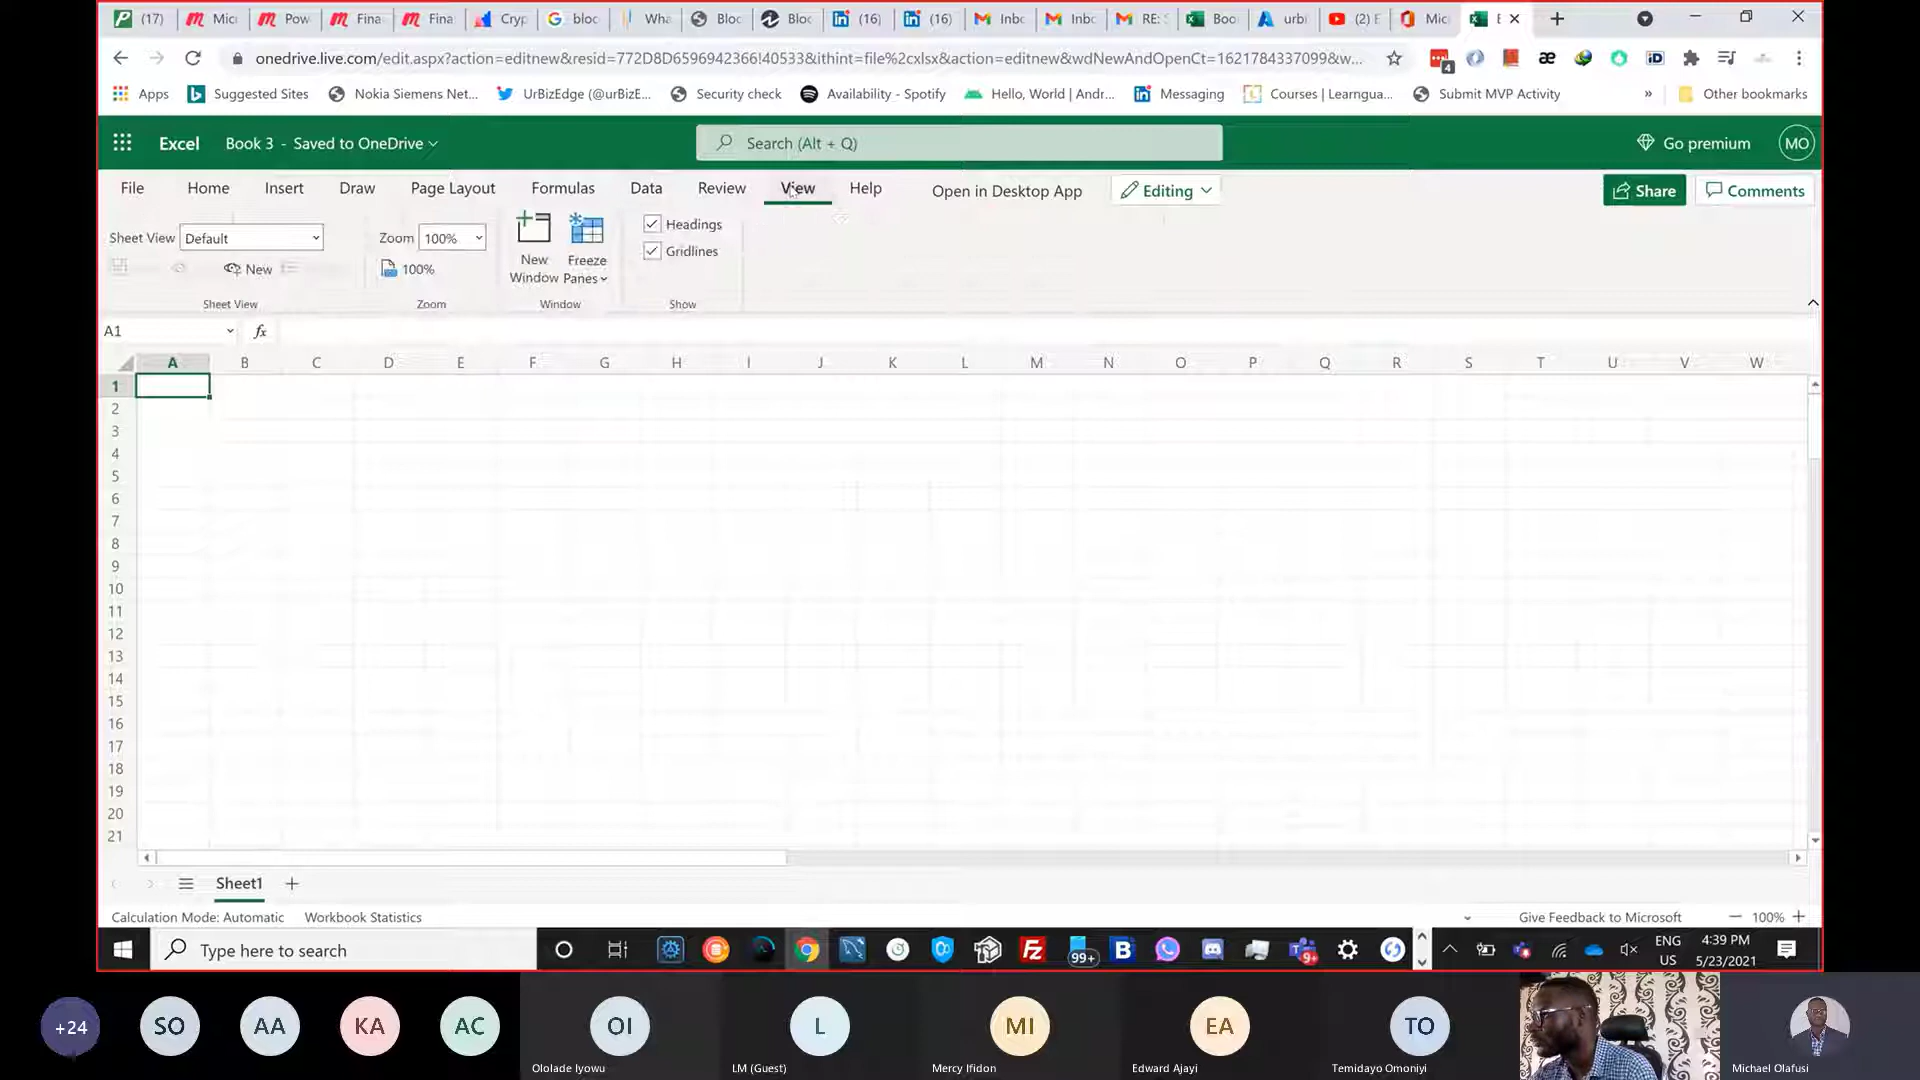 (17) Micr Pow Fina Fina Cryp bloc Wha Bloc Bloc (16) (16) Inbc Inbc RE: S Boo urbi (2) E Mic E
onedrive.live.com/edit.aspx?action=editnew&resid=772D8D6596942366!40533&ithint=file%2cxlsx&action=editnew&wdNewAndOpenCt=1621784337099&w...
4
Apps Suggested Sites Nokia Siemens Net... UrBizEdge (@urBizE... Security check Availability - Spotify Hello, World | Andr... Messaging Courses | Learngua... Submit MVP Activity » Other bookmarks
Excel Book 3 - Saved to OneDrive Search (Alt + Q) Go premium MO
File Home Insert Draw Page Layout Formulas Data Review View Help Open in Desktop App Editing Share Comments
Sheet View Default Zoom 100% New Window Freeze Panes Headings
New 100% Gridlines
Sheet View Zoom Window Show
A1 fx
A B C D E F G H I J K L M N O P Q R S T U V W
1
2
3
4
5
6
7
8
9
10
11
12
13
14
15
16
17
18
19
20
21
Sheet1
Calculation Mode: Automatic Workbook Statistics Give Feedback to Microsoft 100%
Type here to search 99+ 9+ ENG US 4:39 PM 5/23/2021
+24 SO AA KA AC OI L MI EA TO
Ololade Iyowu LM (Guest) Mercy Ifidon Edward Ajayi Temidayo Omoniyi Michael Olafusi